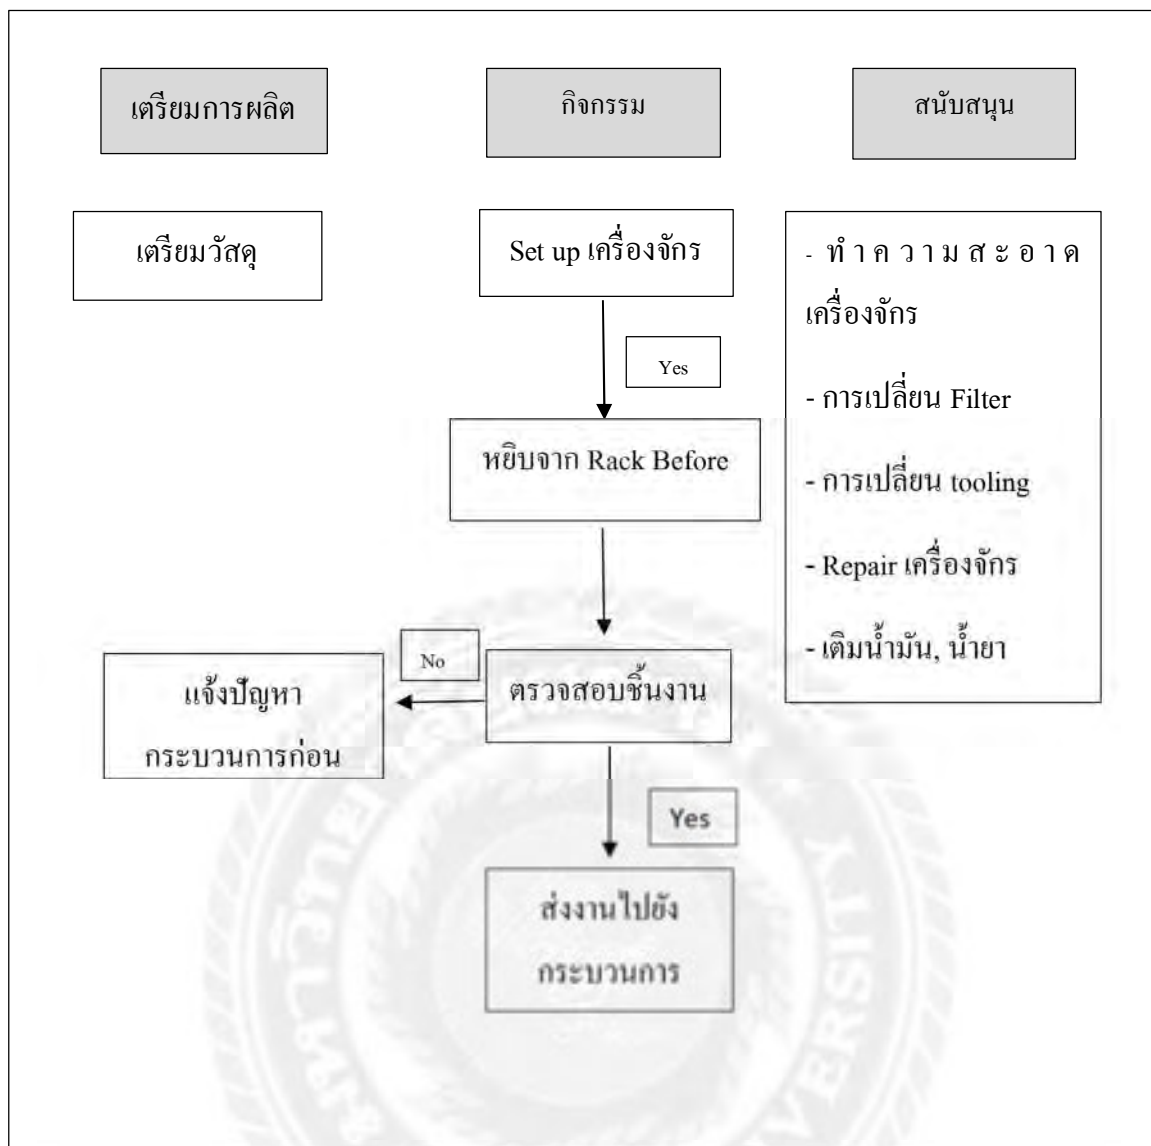 เตรียมการผลิต
กิจกรรม
สนับสนุน
เตรียมวัสดุ
Set up เครื่องจักร
- ทำความสะอาด
เครื่องจักร
- การเปลี่ยน Filter
- การเปลี่ยน tooling
- Repair เครื่องจักร
- เติมน้ำมัน, น้ำยา
Yes
หยิบจาก Rack Before
No
ตรวจสอบชิ้นงาน
แจ้งปัญหา
กระบวนการก่อน
Yes
ส่งงานไปยัง
กระบวนการ